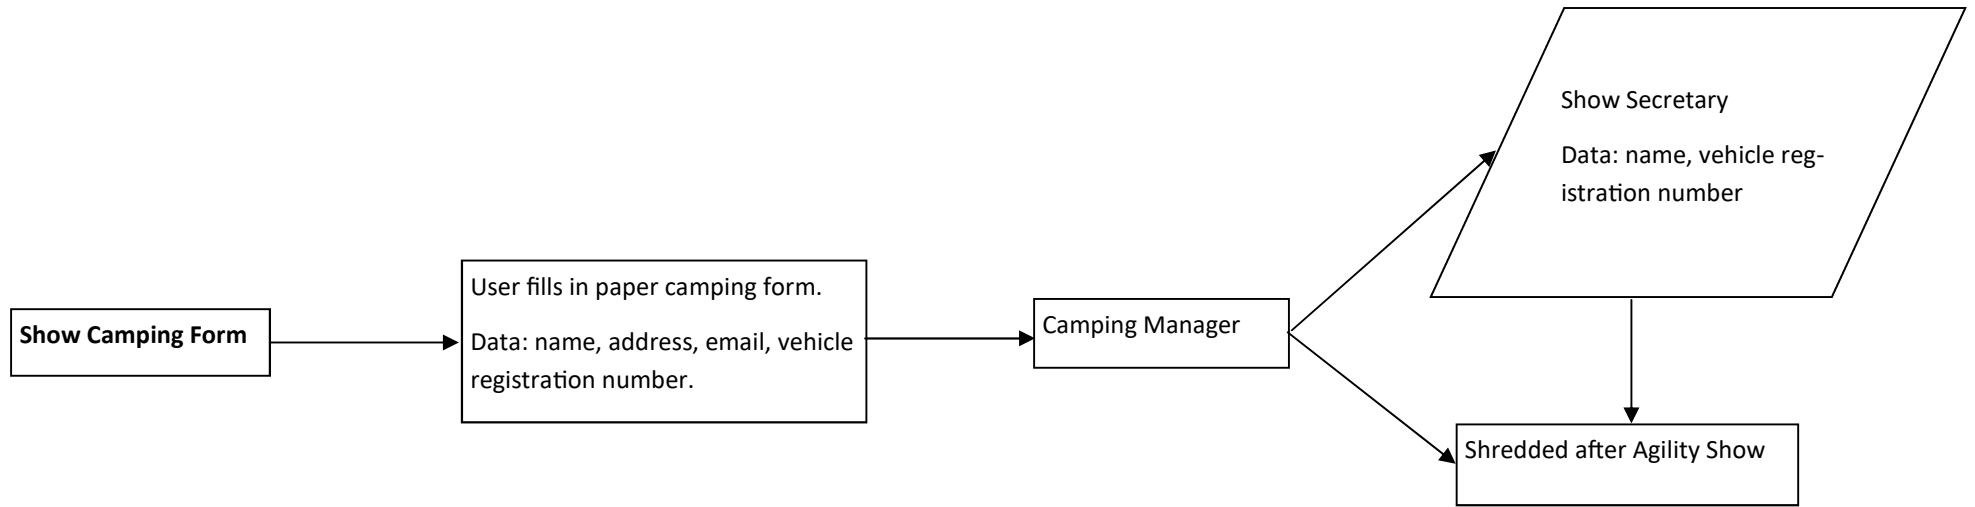 Show Camping Form
User fills in paper camping form.
Data: name, address, email, vehicle
registration number.
Camping Manager
Show Secretary
Data: name, vehicle reg-
istration number
Shredded after Agility Show